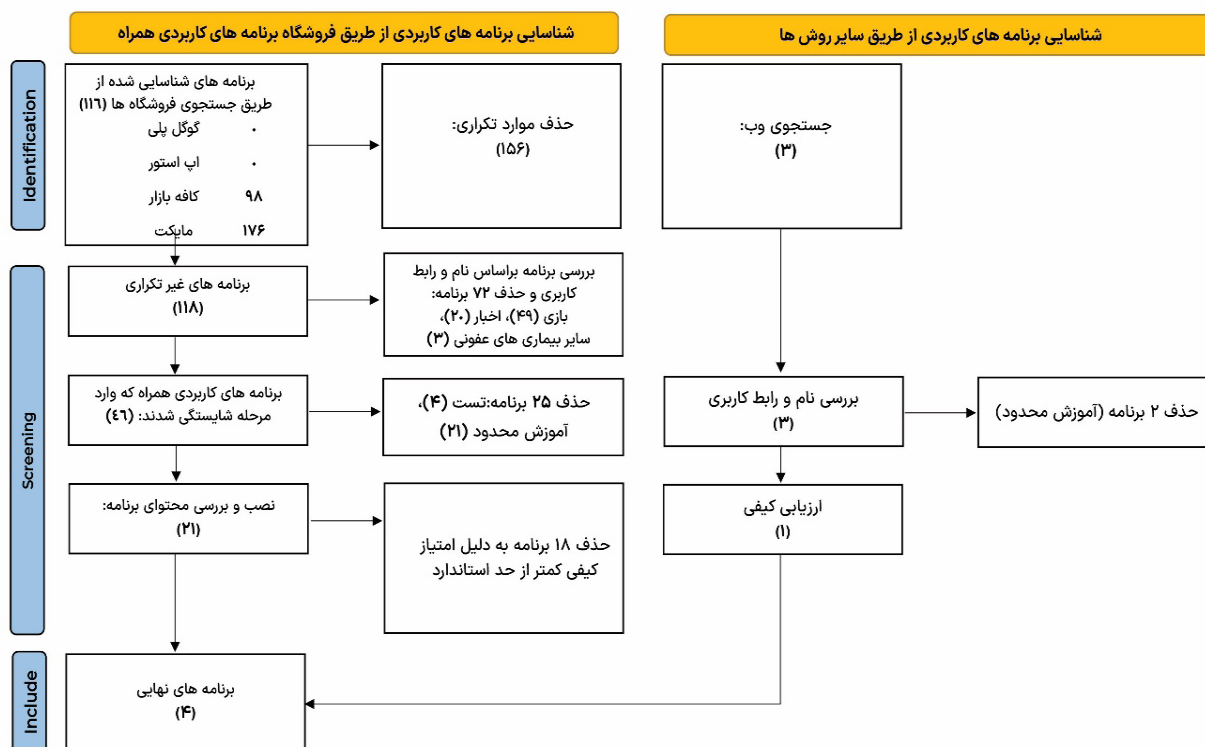 شناسایی برنامه های کاربردی از طریق فروشگاه برنامه های کاربردی همراه
شناسایی برنامه های کاربردی از طریق سایر روش ها
Identification
برنامه های شناسایی شده از
طریق جستجوی فروشگاه ها (١١٦)
گوگل پلی ۰
اپ استور ۰
کافه بازار ۹۸
مایکت ۱۷۶
حذف موارد تکراری:
(۱۵۶)
جستجوی وب:
(۳)
Screening
برنامه های غیر تکراری
(۱۱۸)
بررسی برنامه براساس نام و رابط
کاربری و حذف ۷۲ برنامه:
بازی (۴۹)، اخبار (۲۰)،
سایر بیماری های عفونی (۳)
برنامه های کاربردی همراه که وارد
مرحله شایستگی شدند: (٤٦)
حذف ۲۵ برنامه:تست (۴)،
آموزش محدود (۲۱)
بررسی نام و رابط کاربری
(۳)
حذف ۲ برنامه (آموزش محدود)
نصب و بررسی محتوای برنامه:
(۲۱)
حذف ۱۸ برنامه به دلیل امتیاز
کیفی کمتر از حد استاندارد
ارزیابی کیفی
(۱)
Include
برنامه های نهایی
(۴)